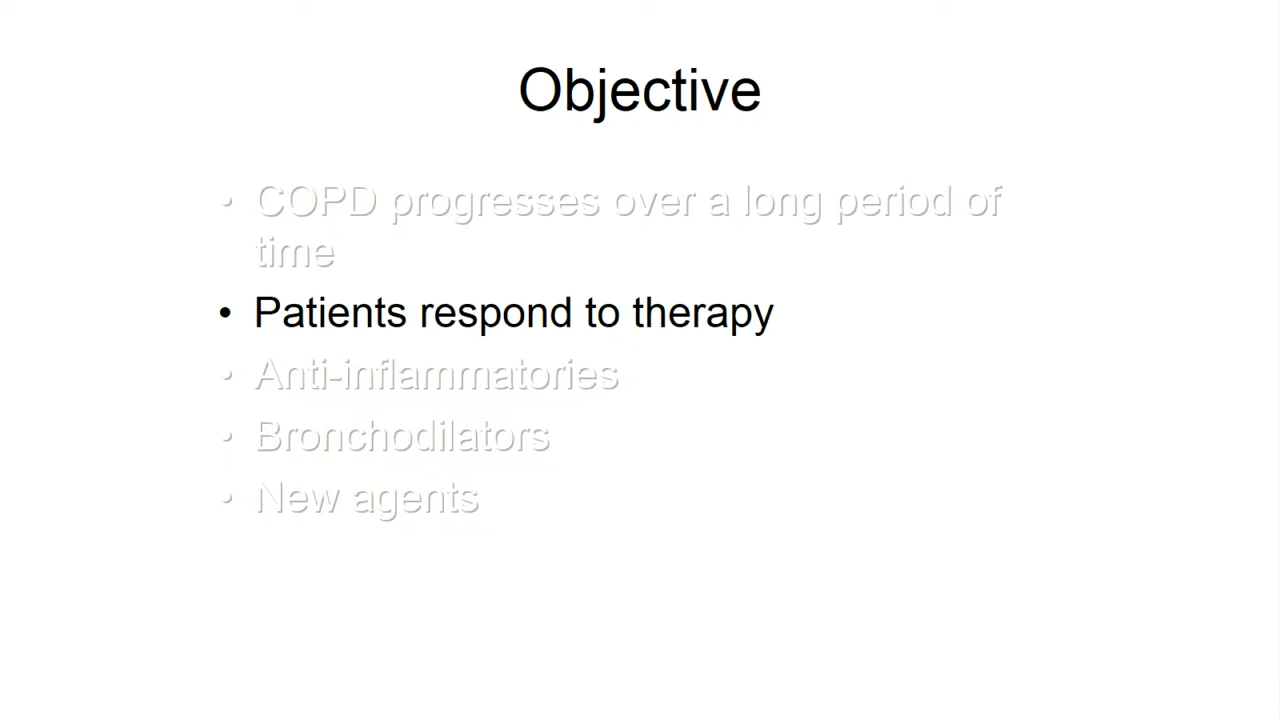 Objective
• COPD progresses over a long period of
time
• Patients respond to therapy
• Anti-inflammatories
• Bronchodilators
• New agents